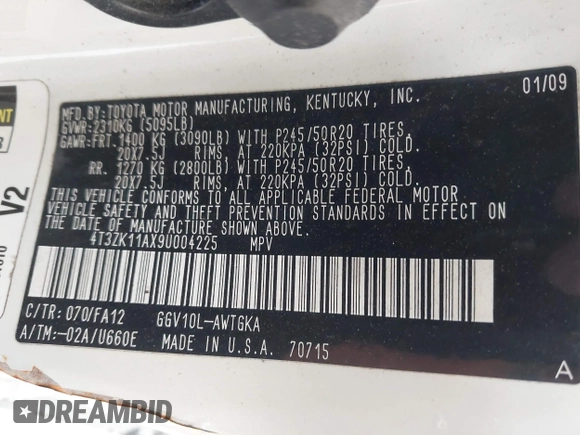 MFD.BY:TOYOTA MOTOR MANUFACTURING, KENTUCKY, INC. 01/09
GVWR:2310KG (5095LB)
GAWR:FRT.1400 KG (3090LB) WITH P245/50R20 TIRES,
20X7.5J RIMS, AT 220KPA (32PSI) COLD.
RR. 1270 KG (2800LB) WITH P245/50R20 TIRES,
20X7.5J RIMS, AT 220KPA (32PSI) COLD.
THIS VEHICLE CONFORMS TO ALL APPLICABLE FEDERAL MOTOR
VEHICLE SAFETY AND THEFT PREVENTION STANDARDS IN EFFECT ON
THE DATE OF MANUFACTURE SHOWN ABOVE.
4T3ZK11AX9U004225 MPV
C/TR: 070/FA12 GGV10L-AWTGKA
A/TM:-02A/U660E MADE IN U.S.A. 70715
A
V2
DREAMBID